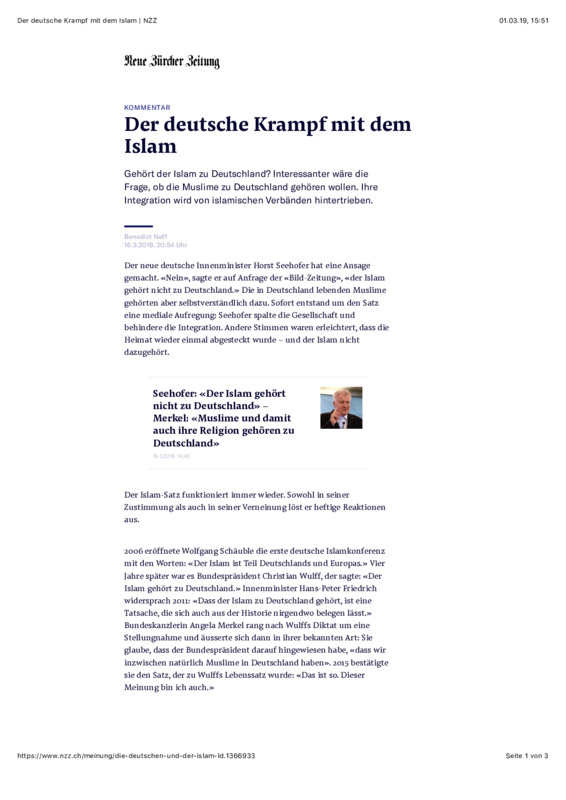 Der deutsche Krampf mit dem Islam | NZZ
01.03.19, 15:51
Neue Zürcher Zeitung
KOMMENTAR
Der deutsche Krampf mit dem
Islam
Gehört der Islam zu Deutschland? Interessanter wäre die
Frage, ob die Muslime zu Deutschland gehören wollen. Ihre
Integration wird von islamischen Verbänden hintertrieben.
Benedict Neff
16.3.2018, 20:54 Uhr
Der neue deutsche Innenminister Horst Seehofer hat eine Ansage
gemacht. «Nein», sagte er auf Anfrage der «Bild-Zeitung», «der Islam
gehört nicht zu Deutschland.» Die in Deutschland lebenden Muslime
gehörten aber selbstverständlich dazu. Sofort entstand um den Satz
eine mediale Aufregung: Seehofer spalte die Gesellschaft und
behindere die Integration. Andere Stimmen waren erleichtert, dass die
Heimat wieder einmal abgesteckt wurde – und der Islam nicht
dazugehört.
Seehofer: «Der Islam gehört
nicht zu Deutschland» –
Merkel: «Muslime und damit
auch ihre Religion gehören zu
Deutschland»
16.3.2018, 14:42
Der Islam-Satz funktioniert immer wieder. Sowohl in seiner
Zustimmung als auch in seiner Verneinung löst er heftige Reaktionen
aus.
2006 eröffnete Wolfgang Schäuble die erste deutsche Islamkonferenz
mit den Worten: «Der Islam ist Teil Deutschlands und Europas.» Vier
Jahre später war es Bundespräsident Christian Wulff, der sagte: «Der
Islam gehört zu Deutschland.» Innenminister Hans-Peter Friedrich
widersprach 2011: «Dass der Islam zu Deutschland gehört, ist eine
Tatsache, die sich auch aus der Historie nirgendwo belegen lässt.»
Bundeskanzlerin Angela Merkel rang nach Wulffs Diktat um eine
Stellungnahme und äusserte sich dann in ihrer bekannten Art: Sie
glaube, dass der Bundespräsident darauf hingewiesen habe, «dass wir
inzwischen natürlich Muslime in Deutschland haben». 2015 bestätigte
sie den Satz, der zu Wulffs Lebenssatz wurde: «Das ist so. Dieser
Meinung bin ich auch.»
https://www.nzz.ch/meinung/die-deutschen-und-der-islam-ld.1366933
Seite 1 von 3